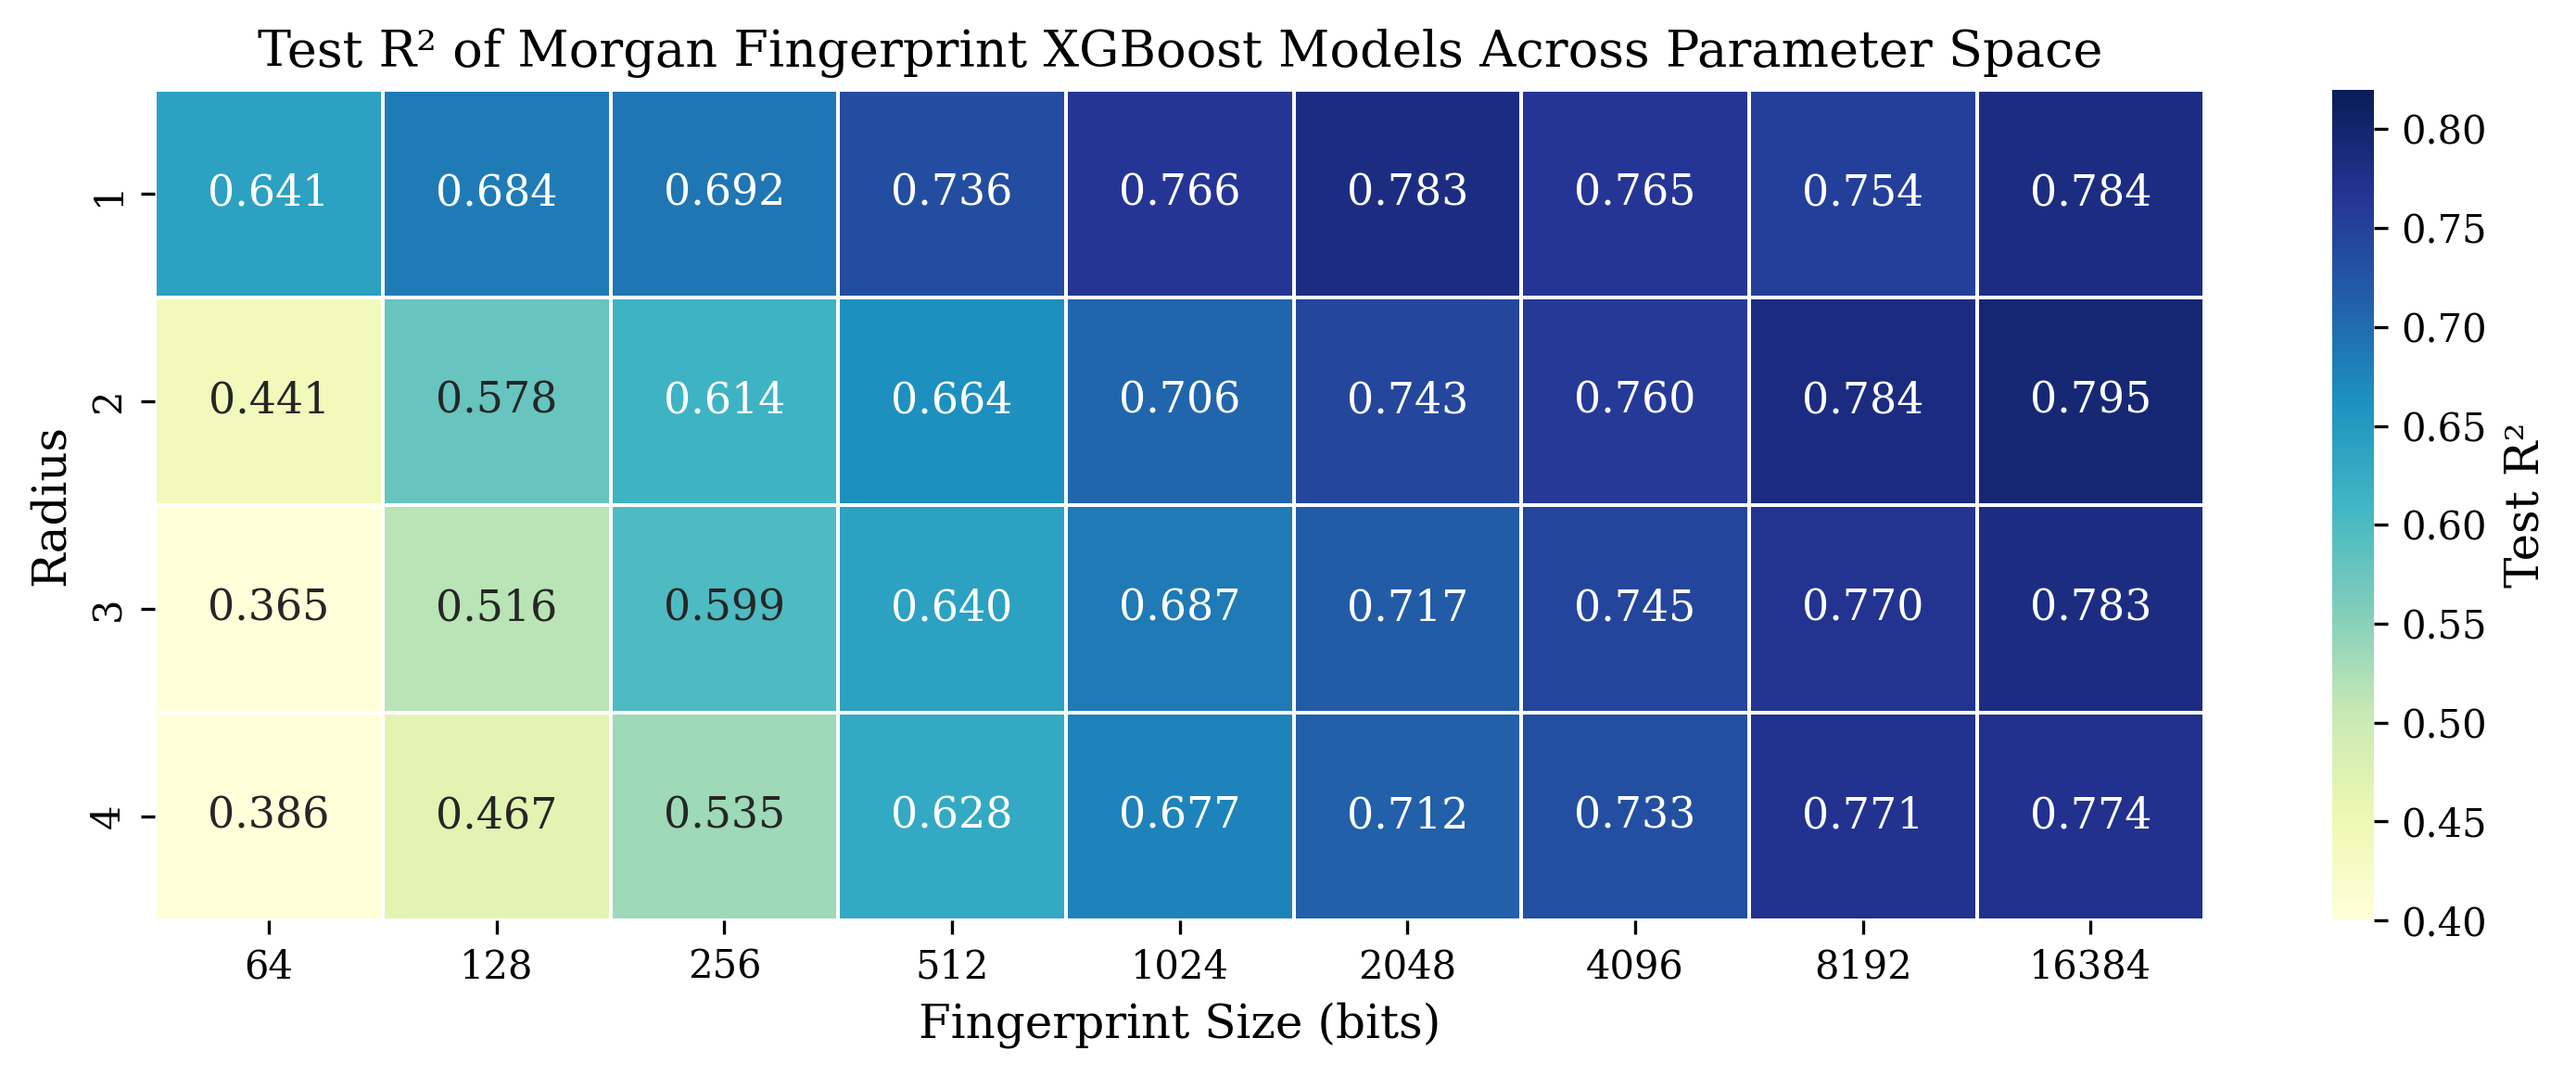 Test R² of Morgan Fingerprint XGBoost Models Across Parameter Space
Radius
1 0.641 0.684 0.692 0.736 0.766 0.783 0.765 0.754 0.784
2 0.441 0.578 0.614 0.664 0.706 0.743 0.760 0.784 0.795
3 0.365 0.516 0.599 0.640 0.687 0.717 0.745 0.770 0.783
4 0.386 0.467 0.535 0.628 0.677 0.712 0.733 0.771 0.774
64 128 256 512 1024 2048 4096 8192 16384
Fingerprint Size (bits)
0.80
0.75
0.70
0.65
0.60
0.55
0.50
0.45
0.40
Test R²